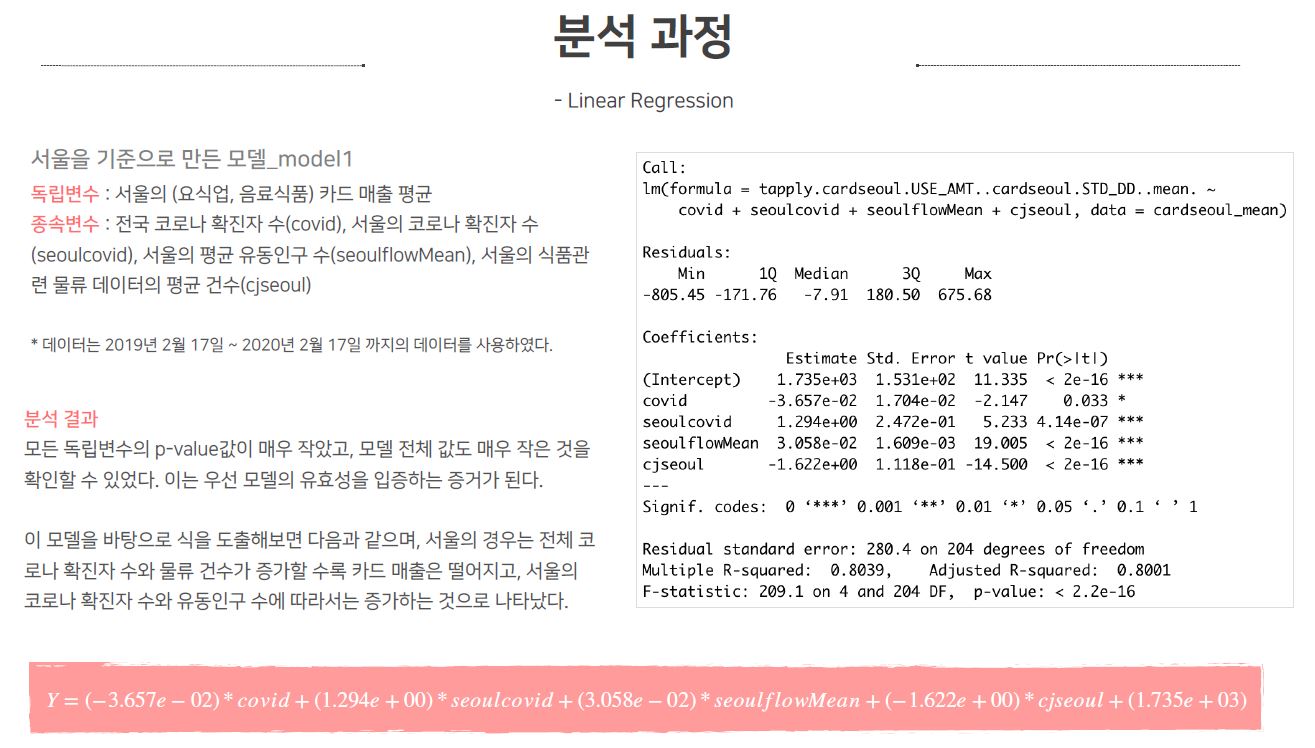 분석 과정
- Linear Regression
서울을 기준으로 만든 모델_model1
독립변수 : 서울의 (요식업, 음료식품) 카드 매출 평균
종속변수 : 전국 코로나 확진자 수(covid), 서울의 코로나 확진자 수
(seoulcovid), 서울의 평균 유동인구 수(seoulflowMean), 서울의 식품관
련 물류 데이터의 평균 건수(cjseoul)
* 데이터는 2019년 2월 17일 ~ 2020년 2월 17일 까지의 데이터를 사용하였다.
분석 결과
모든 독립변수의 p-value값이 매우 작았고, 모델 전체 값도 매우 작은 것을
확인할 수 있었다. 이는 우선 모델의 유효성을 입증하는 증거가 된다.
이 모델을 바탕으로 식을 도출해보면 다음과 같으며, 서울의 경우는 전체 코
로나 확진자 수와 물류 건수가 증가할 수록 카드 매출은 떨어지고, 서울의
코로나 확진자 수와 유동인구 수에 따라서는 증가하는 것으로 나타났다.
Call:
lm(formula = tapply.cardseoul.USE_AMT..cardseoul.STD_DD..mean. ~
covid + seoulcovid + seoulflowMean + cjseoul, data = cardseoul_mean)
Residuals:
Min 1Q Median 3Q Max
-805.45 -171.76 -7.91 180.50 675.68
Coefficients:
Estimate Std. Error t value Pr(>|t|)
(Intercept) 1.735e+03 1.531e+02 11.335 < 2e-16 ***
covid -3.657e-02 1.704e-02 -2.147 0.033 *
seoulcovid 1.294e+00 2.472e-01 5.233 4.14e-07 ***
seoulflowMean 3.058e-02 1.609e-03 19.005 < 2e-16 ***
cjseoul -1.622e+00 1.118e-01 -14.500 < 2e-16 ***
---
Signif. codes: 0 ‘***’ 0.001 ‘**’ 0.01 ‘*’ 0.05 ‘.’ 0.1 ‘ ’ 1
Residual standard error: 280.4 on 204 degrees of freedom
Multiple R-squared: 0.8039, Adjusted R-squared: 0.8001
F-statistic: 209.1 on 4 and 204 DF, p-value: < 2.2e-16
Y = (−3.657e − 02) * covid + (1.294e + 00) * seoulcovid + (3.058e − 02) * seoulflowMean + (−1.622e + 00) * cjseoul + (1.735e + 03)